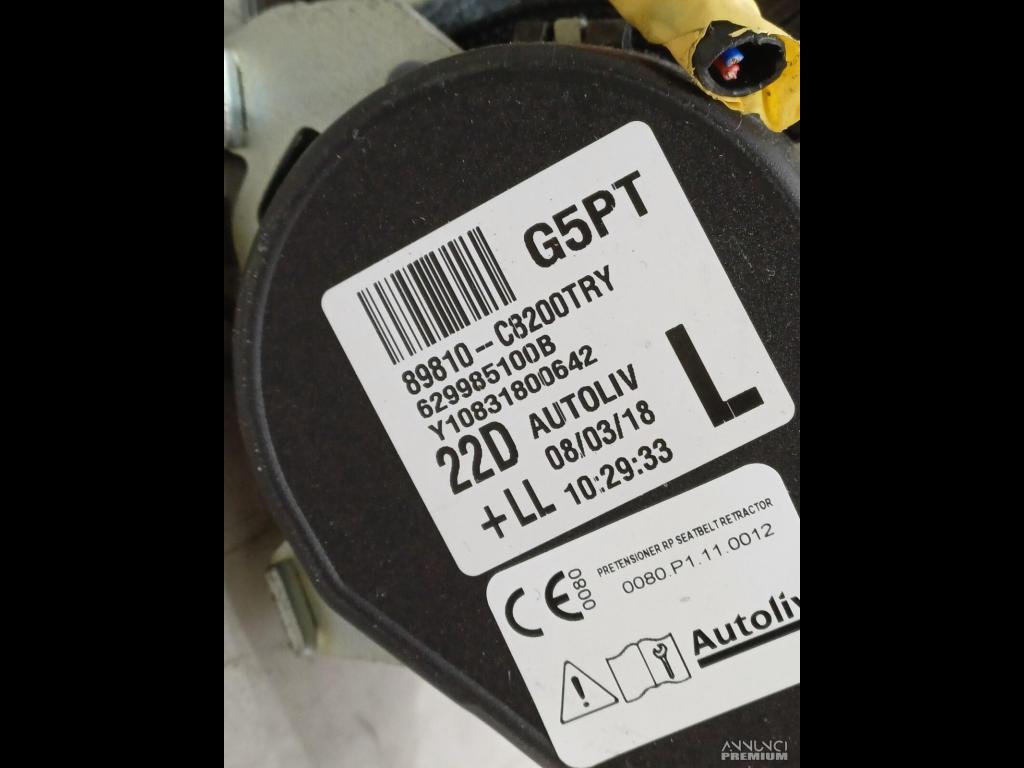 G5PT
89810--C8200TRY
629985100B
Y10831800642
22D AUTOLIV
08/03/18
+LL 10:29:33
L
CE 0080
PRETENSIONER RP SEATBELT RETRACTOR
0080.P1.11.0012
Autoliv
ANNUNCI
PREMIUM